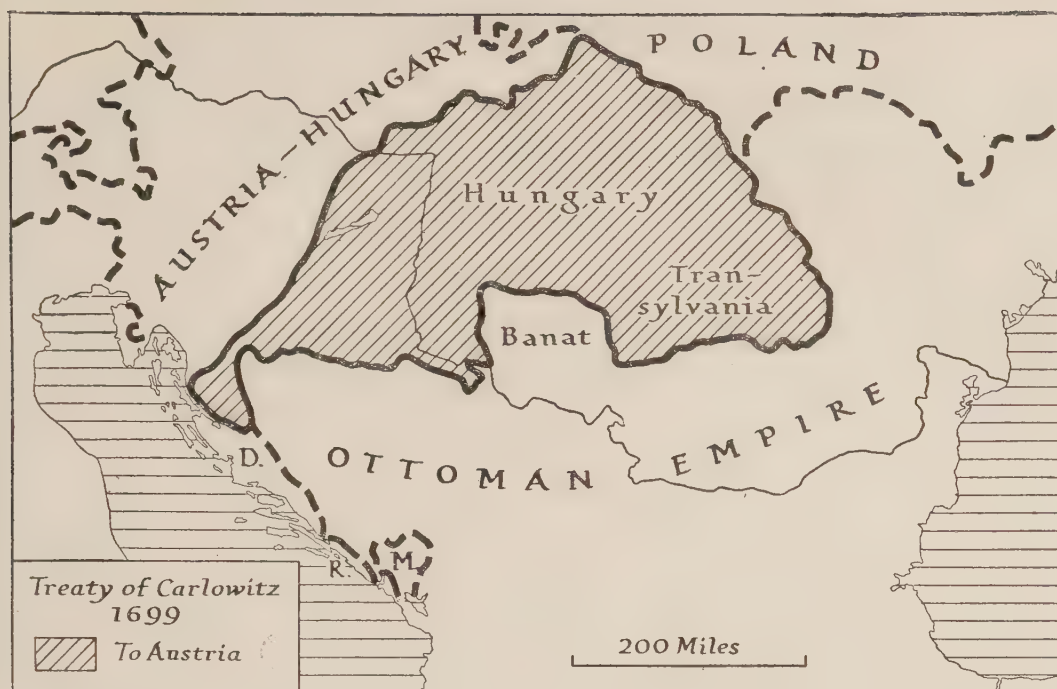 POLAND
AUSTRIA-HUNGARY
Hungary
Tran-
sylvania
Banat
OTTOMAN EMPIRE
D.
R.
M.
Treaty of Carlowitz
1699
To Austria
200 Miles